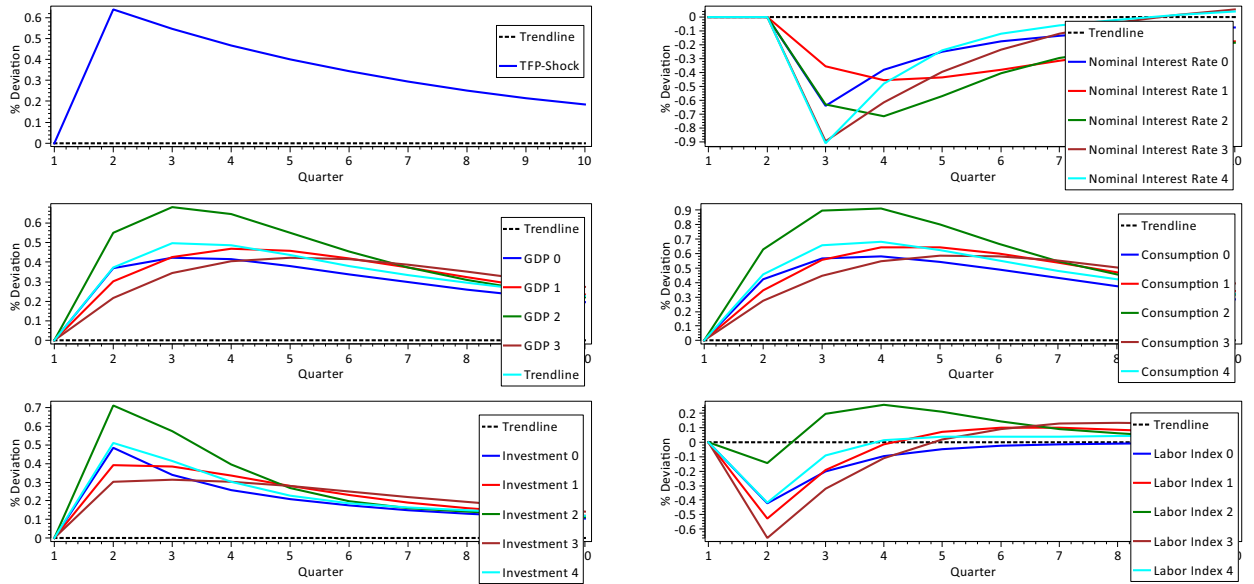 % Deviation
0.6
0.5
0.4
0.3
0.2
0.1
0
1 2 3 4 5 6 7 8 9 10
Quarter
Trendline
TFP-Shock
% Deviation
0
-0.1
-0.3
-0.4
-0.6
-0.7
-0.8
-0.9
1 2 3 4 5 6 7 0
Quarter
Trendline
Nominal Interest Rate 0
Nominal Interest Rate 1
Nominal Interest Rate 2
Nominal Interest Rate 3
Nominal Interest Rate 4
% Deviation
0.6
0.5
0.4
0.3
0.2
0.1
0
1 2 3 4 5 6 7 8 0
Quarter
Trendline
GDP 0
GDP 1
GDP 2
GDP 3
Trendline
% Deviation
0.9
0.8
0.7
0.6
0.5
0.4
0.3
0.2
0.1
0
1 2 3 4 5 6 7 8 0
Quarter
Trendline
Consumption 0
Consumption 1
Consumption 2
Consumption 3
Consumption 4
% Deviation
0.7
0.6
0.5
0.4
0.3
0.2
0.1
0
1 2 3 4 5 6 7 8 0
Quarter
Trendline
Investment 0
Investment 1
Investment 2
Investment 3
Investment 4
% Deviation
0.2
0.1
0
-0.1
-0.2
-0.3
-0.4
-0.5
-0.6
1 2 3 4 5 6 7 8 0
Quarter
Trendline
Labor Index 0
Labor Index 1
Labor Index 2
Labor Index 3
Labor Index 4